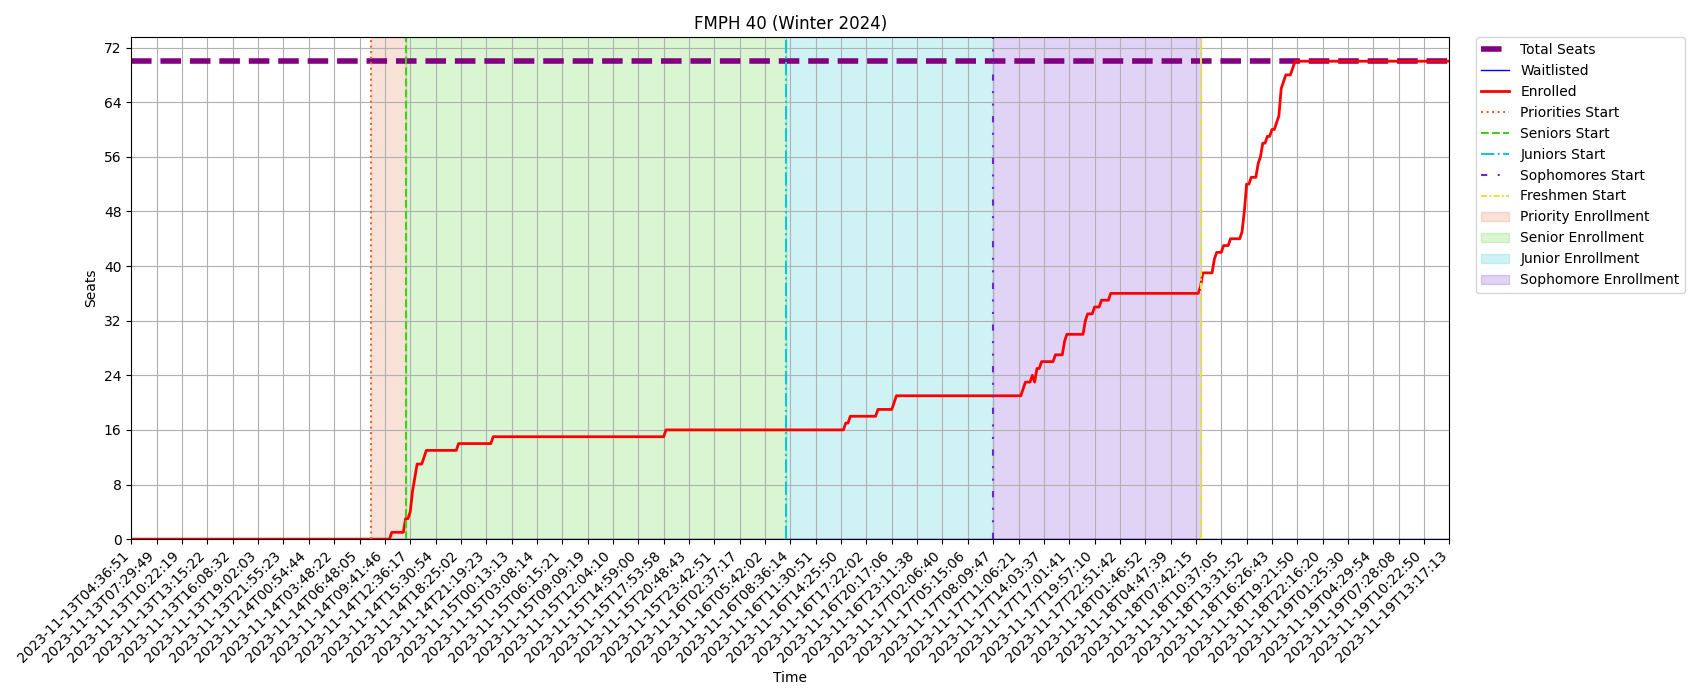 FMPH 40 (Winter 2024)
72
64
56
48
40
32
24
16
8
0
Seats
2023-11-13T04:36:51
2023-11-13T07:29:49
2023-11-13T10:22:19
2023-11-13T13:15:22
2023-11-13T16:08:32
2023-11-13T19:02:03
2023-11-13T21:55:23
2023-11-14T00:54:44
2023-11-14T03:48:22
2023-11-14T06:48:05
2023-11-14T09:41:46
2023-11-14T12:36:17
2023-11-14T15:30:54
2023-11-14T18:25:02
2023-11-14T21:19:23
2023-11-15T00:13:13
2023-11-15T03:08:14
2023-11-15T06:15:21
2023-11-15T09:09:19
2023-11-15T12:04:10
2023-11-15T14:59:00
2023-11-15T17:53:58
2023-11-15T20:48:43
2023-11-15T23:42:51
2023-11-16T02:37:17
2023-11-16T05:42:02
2023-11-16T08:36:14
2023-11-16T11:30:51
2023-11-16T14:25:50
2023-11-16T17:22:02
2023-11-16T20:17:06
2023-11-16T23:11:38
2023-11-17T02:06:40
2023-11-17T05:15:06
2023-11-17T08:09:47
2023-11-17T11:06:21
2023-11-17T14:03:37
2023-11-17T17:01:41
2023-11-17T19:57:10
2023-11-17T22:51:42
2023-11-18T01:46:52
2023-11-18T04:47:39
2023-11-18T07:42:15
2023-11-18T10:37:05
2023-11-18T13:31:52
2023-11-18T16:26:43
2023-11-18T19:21:50
2023-11-18T22:16:20
2023-11-19T01:25:30
2023-11-19T04:29:54
2023-11-19T07:28:08
2023-11-19T10:22:50
2023-11-19T13:17:13
Time
Total Seats
Waitlisted
Enrolled
Priorities Start
Seniors Start
Juniors Start
Sophomores Start
Freshmen Start
Priority Enrollment
Senior Enrollment
Junior Enrollment
Sophomore Enrollment